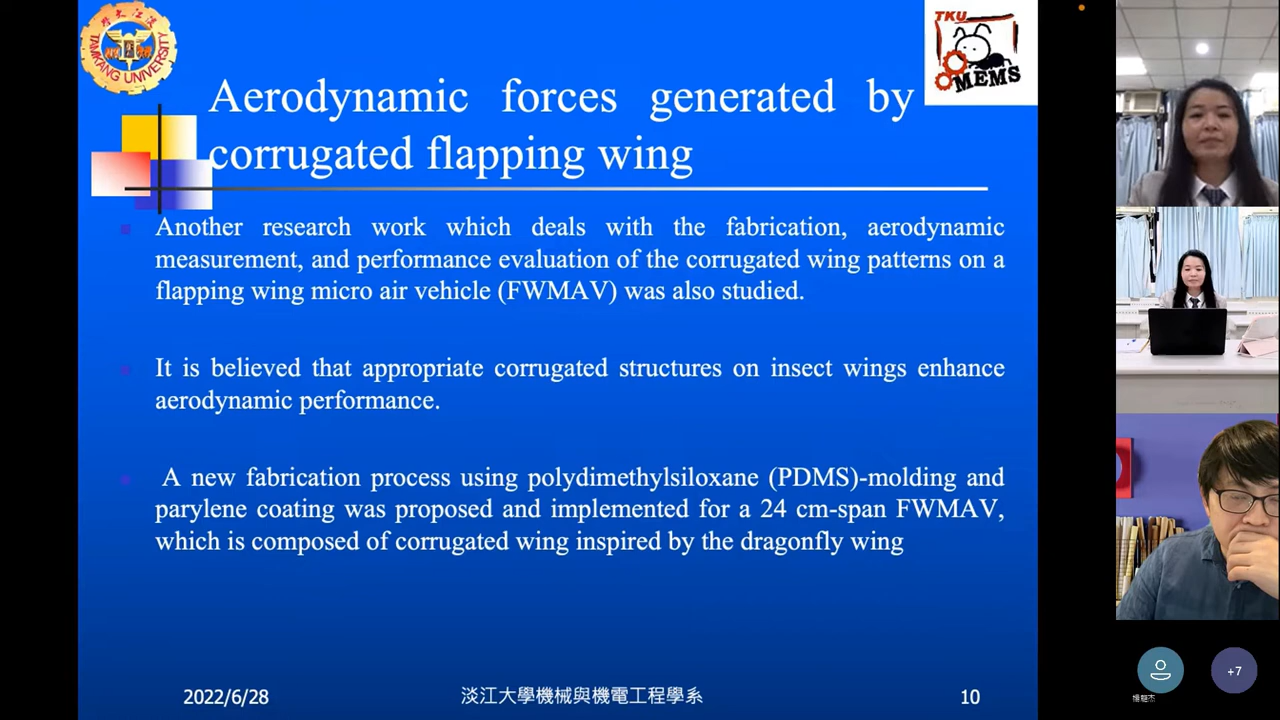 TAMKANG UNIVERSITY
TKU
MEMS
Aerodynamic forces generated by
corrugated flapping wing
Another research work which deals with the fabrication, aerodynamic
measurement, and performance evaluation of the corrugated wing patterns on a
flapping wing micro air vehicle (FWMAV) was also studied.
It is believed that appropriate corrugated structures on insect wings enhance
aerodynamic performance.
A new fabrication process using polydimethylsiloxane (PDMS)-molding and
parylene coating was proposed and implemented for a 24 cm-span FWMAV,
which is composed of corrugated wing inspired by the dragonfly wing
2022/6/28
淡江大學機械與機電工程學系
10
+7